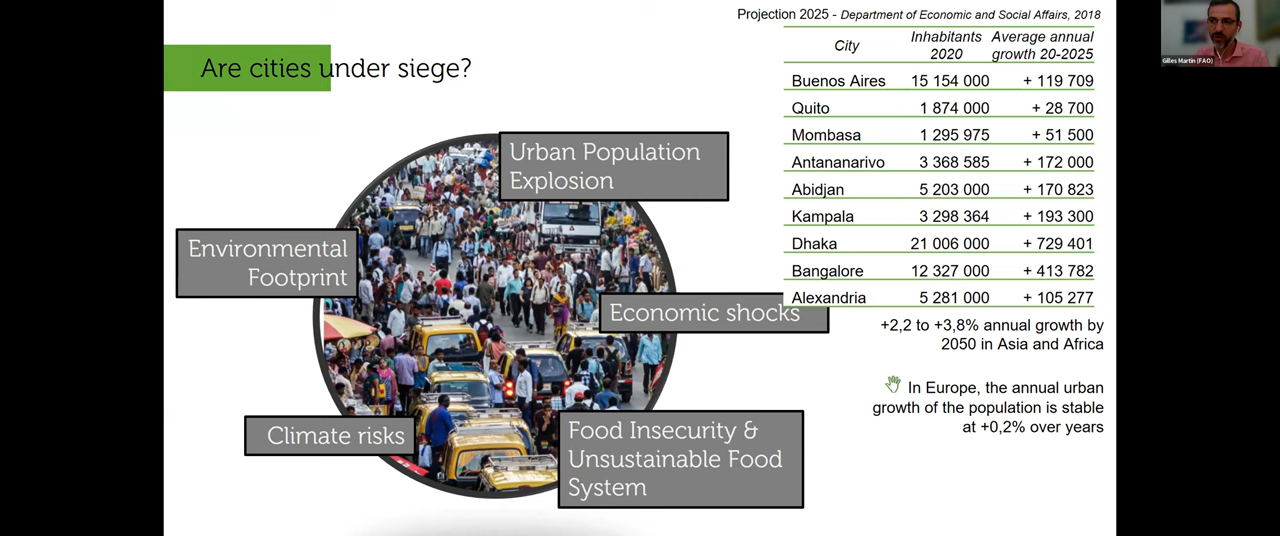 Projection 2025 - Department of Economic and Social Affairs, 2018
Gilles Martin (FAO)
Are cities under siege?
City Inhabitants 2020 Average annual growth 20-2025
Buenos Aires 15 154 000 + 119 709
Quito 1 874 000 + 28 700
Mombasa 1 295 975 + 51 500
Antananarivo 3 368 585 + 172 000
Abidjan 5 203 000 + 170 823
Kampala 3 298 364 + 193 300
Dhaka 21 006 000 + 729 401
Bangalore 12 327 000 + 413 782
Alexandria 5 281 000 + 105 277
+2,2 to +3,8% annual growth by
2050 in Asia and Africa
In Europe, the annual urban
growth of the population is stable
at +0,2% over years
Urban Population
Explosion
Environmental
Footprint
Economic shocks
Climate risks
Food Insecurity &
Unsustainable Food
System